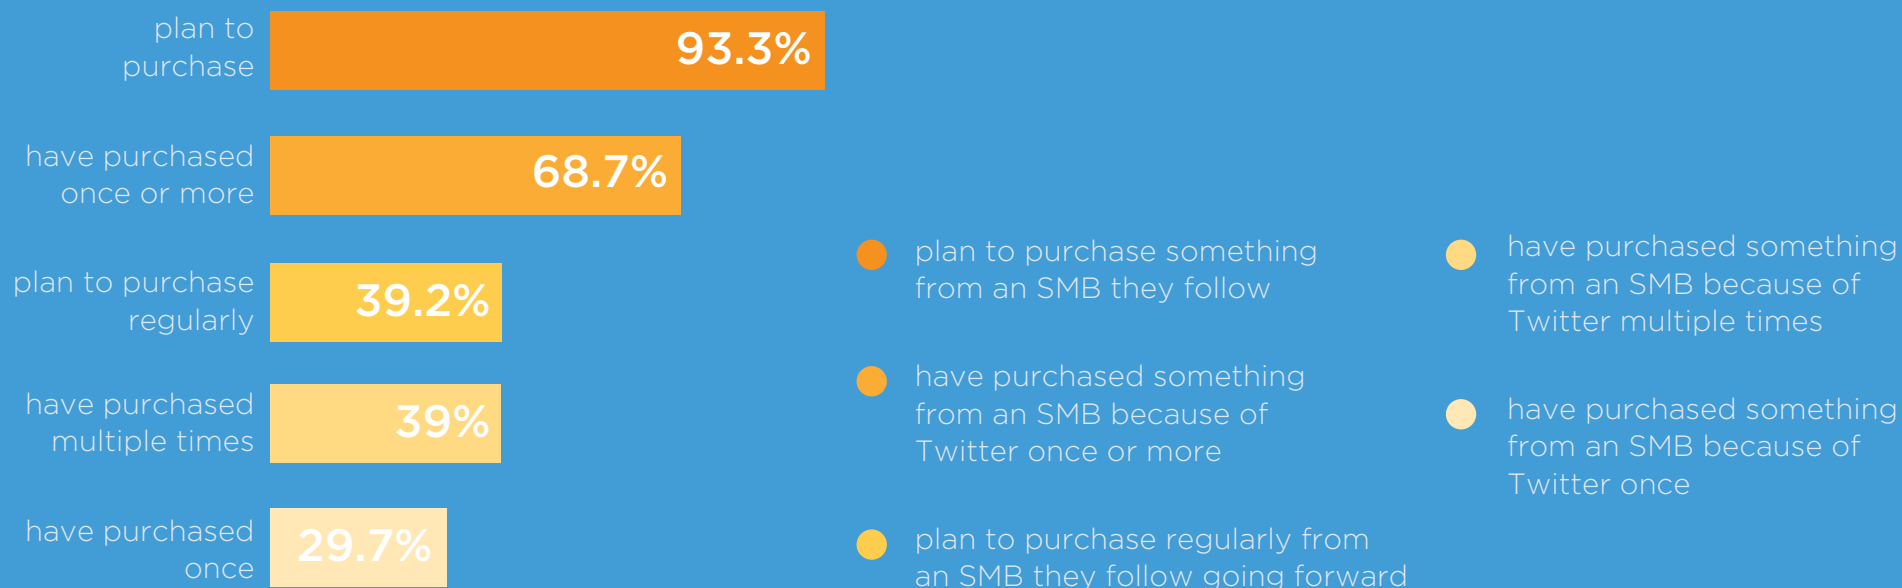 plan to
purchase
93.3%
have purchased
once or more
68.7%
plan to purchase
regularly
39.2%
have purchased
multiple times
39%
have purchased
once
29.7%
plan to purchase something
from an SMB they follow
have purchased something
from an SMB because of
Twitter once or more
plan to purchase regularly from
an SMB they follow going forward
have purchased something
from an SMB because of
Twitter multiple times
have purchased something
from an SMB because of
Twitter once